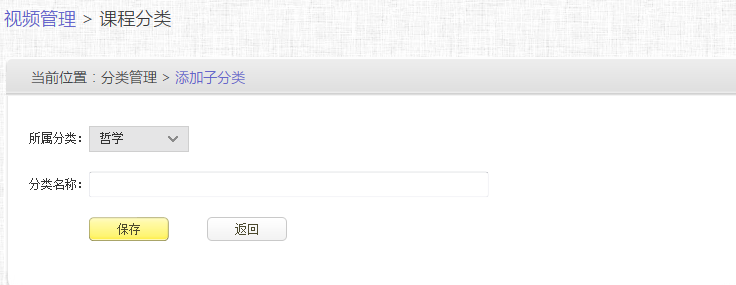 视频管理 > 课程分类
当前位置：分类管理 > 添加子分类
所属分类： 哲学
分类名称：
保存 返回